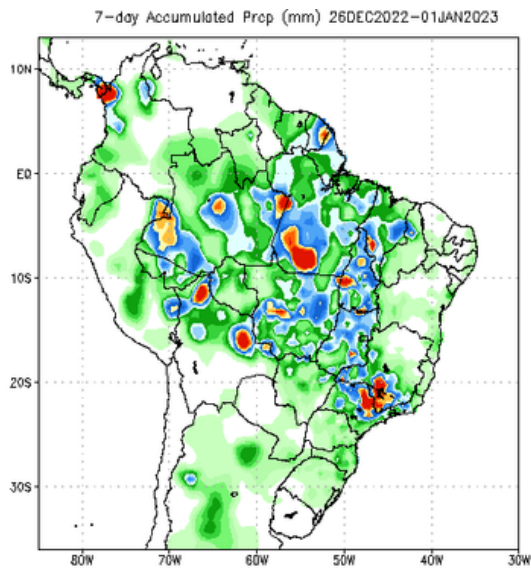 7-day Accumulated Prcp (mm) 26DEC2022-01JAN2023
10N
EQ
10S
20S
30S
80W 70W 60W 50W 40W 30W